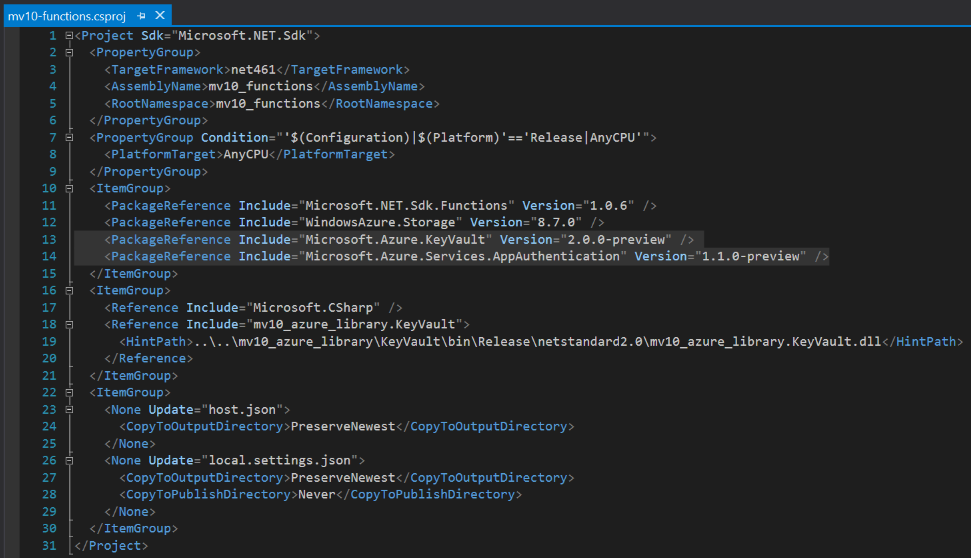 mv10-functions.csproj
1 <Project Sdk="Microsoft.NET.Sdk">
2 <PropertyGroup>
3 <TargetFramework>net461</TargetFramework>
4 <AssemblyName>mv10_functions</AssemblyName>
5 <RootNamespace>mv10_functions</RootNamespace>
6 </PropertyGroup>
7 <PropertyGroup Condition="'$(Configuration)|$(Platform)'=='Release|AnyCPU'">
8 <PlatformTarget>AnyCPU</PlatformTarget>
9 </PropertyGroup>
10 <ItemGroup>
11 <PackageReference Include="Microsoft.NET.Sdk.Functions" Version="1.0.6" />
12 <PackageReference Include="WindowsAzure.Storage" Version="8.7.0" />
13 <PackageReference Include="Microsoft.Azure.KeyVault" Version="2.0.0-preview" />
14 <PackageReference Include="Microsoft.Azure.Services.AppAuthentication" Version="1.1.0-preview" />
15 </ItemGroup>
16 <ItemGroup>
17 <Reference Include="Microsoft.CSharp" />
18 <Reference Include="mv10_azure_library.KeyVault">
19 <HintPath>..\..\mv10_azure_library\KeyVault\bin\Release\netstandard2.0\mv10_azure_library.KeyVault.dll</HintPath>
20 </Reference>
21 </ItemGroup>
22 <ItemGroup>
23 <None Update="host.json">
24 <CopyToOutputDirectory>PreserveNewest</CopyToOutputDirectory>
25 </None>
26 <None Update="local.settings.json">
27 <CopyToOutputDirectory>PreserveNewest</CopyToOutputDirectory>
28 <CopyToPublishDirectory>Never</CopyToPublishDirectory>
29 </None>
30 </ItemGroup>
31 </Project>